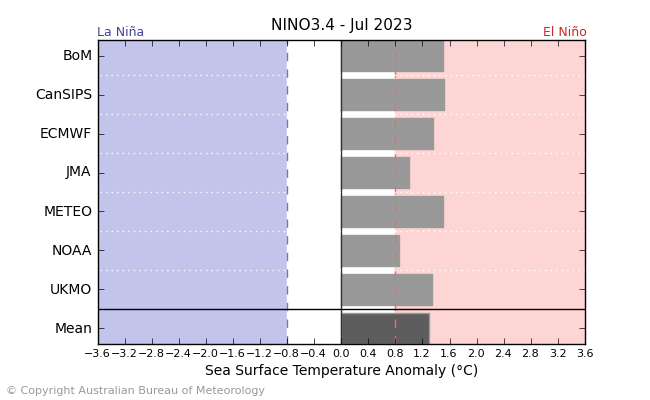 NINO3.4 - Jul 2023
La Niña
El Niño
BoM
CanSIPS
ECMWF
JMA
METEO
NOAA
UKMO
Mean
−3.6 −3.2 −2.8 −2.4 −2.0 −1.6 −1.2 −0.8 −0.4 0.0 0.4 0.8 1.2 1.6 2.0 2.4 2.8 3.2 3.6
Sea Surface Temperature Anomaly (°C)
© Copyright Australian Bureau of Meteorology